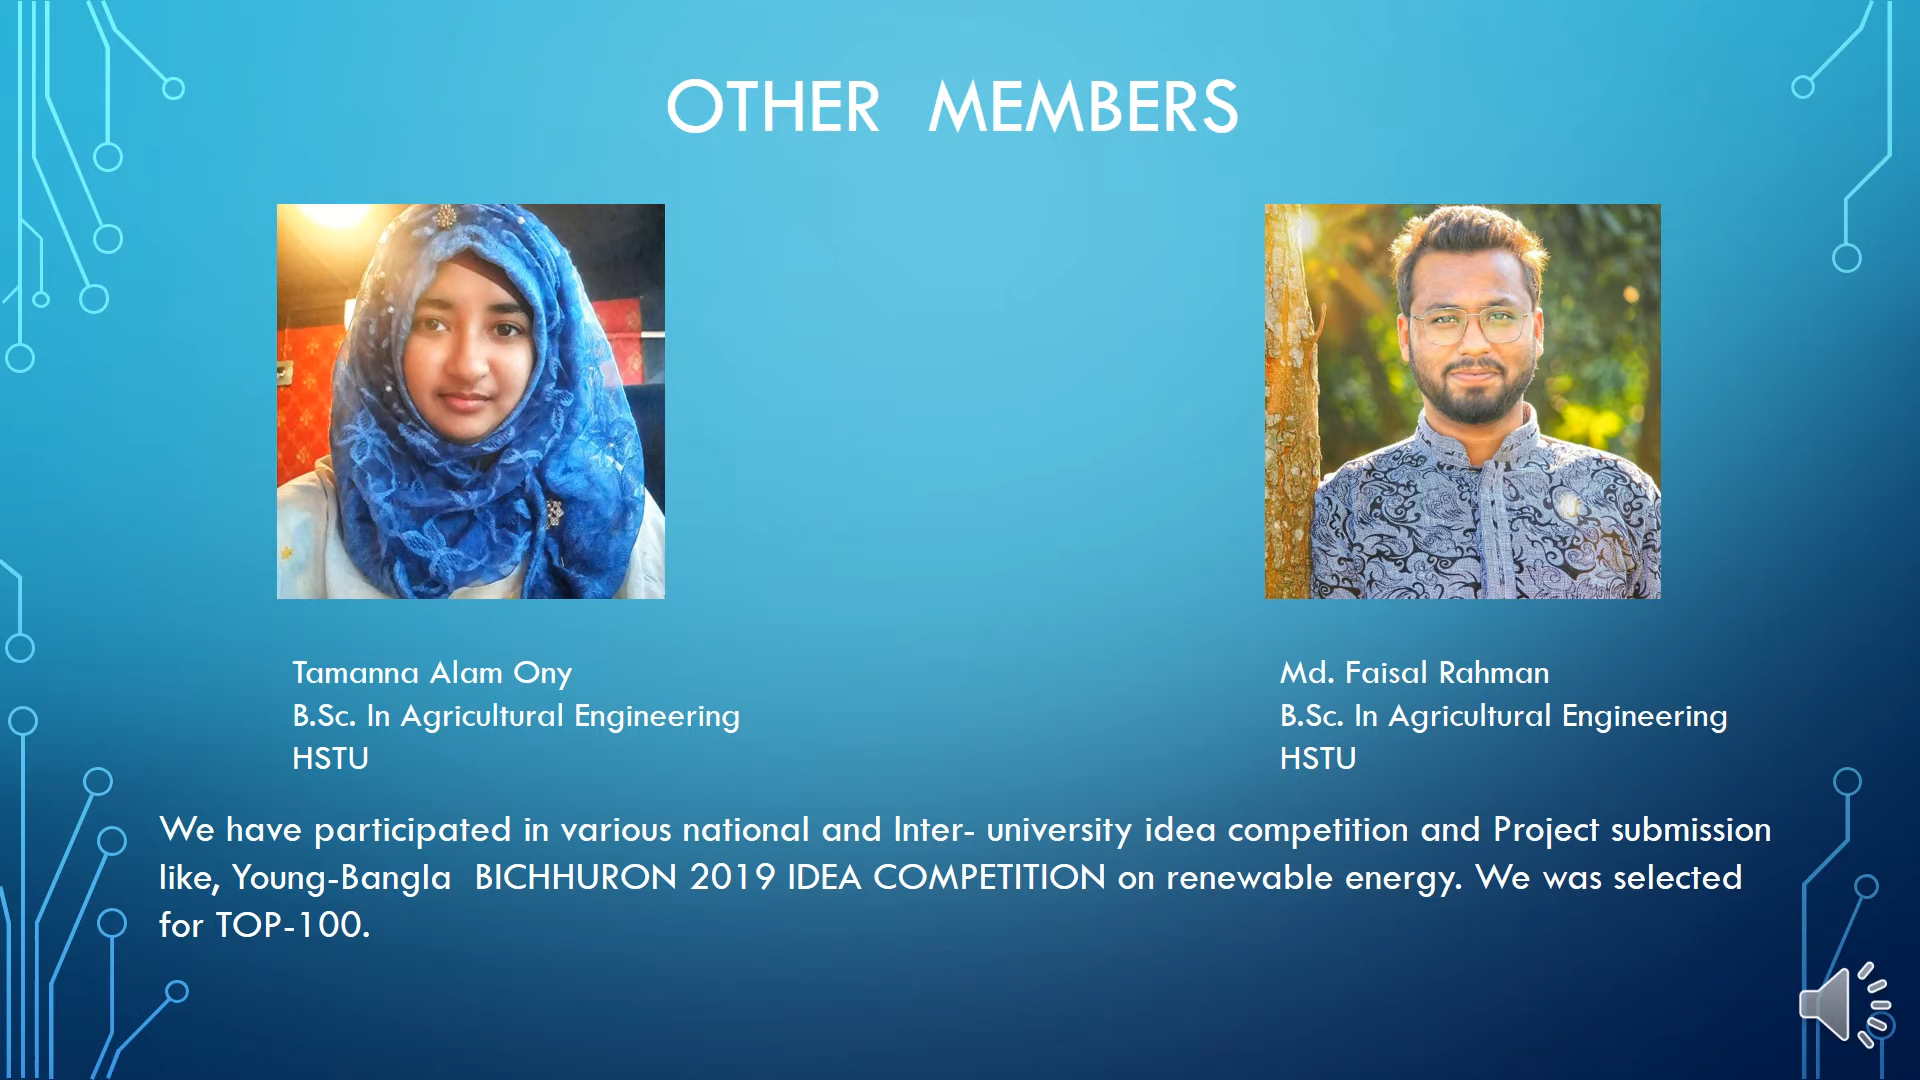 OTHER MEMBERS
Tamanna Alam Ony
B.Sc. In Agricultural Engineering
HSTU
Md. Faisal Rahman
B.Sc. In Agricultural Engineering
HSTU
We have participated in various national and Inter- university idea competition and Project submission
like, Young-Bangla BICHHURON 2019 IDEA COMPETITION on renewable energy. We was selected
for TOP-100.